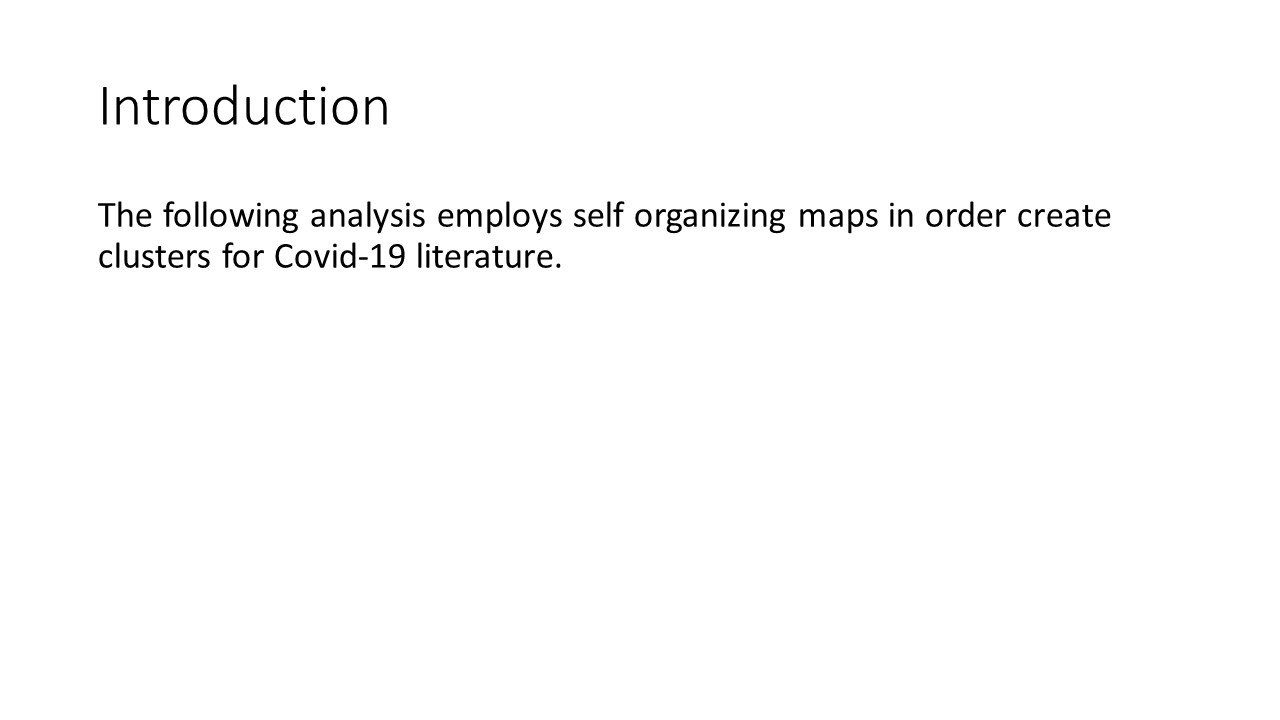 Introduction
The following analysis employs self organizing maps in order create
clusters for Covid-19 literature.